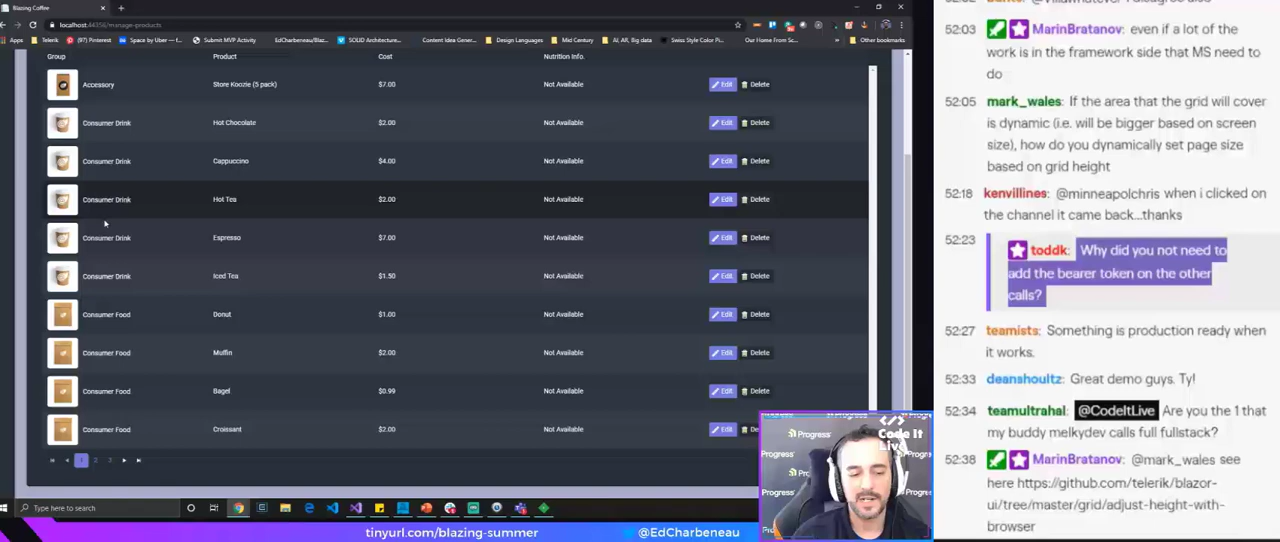 Blazing Coffee
localhost:44356/manage-products
Apps
Telerik
(97) Pinterest
Space by Uber — t...
Submit MVP Activity
EdCharbeneau/Blaz...
SOLID Architecture...
Content Idea Gener...
Design Languages
Mid Century
AI, AR, Big data
Swiss Style Color Pi...
Out Home From Sc...
Other bookmarks
Group Product Cost Nutrition Info.
Accessory Store Koozie (5 pack) $7.00 Not Available Edit Delete
Consumer Drink Hot Chocolate $2.00 Not Available Edit Delete
Consumer Drink Cappuccino $4.00 Not Available Edit Delete
Consumer Drink Hot Tea $2.00 Not Available Edit Delete
Consumer Drink Espresso $7.00 Not Available Edit Delete
Consumer Drink Iced Tea $1.50 Not Available Edit Delete
Consumer Food Donut $1.00 Not Available Edit Delete
Consumer Food Muffin $2.00 Not Available Edit Delete
Consumer Food Bagel $0.99 Not Available Edit Delete
Consumer Food Croissant $2.00 Not Available Edit
1 2 3
Progress
Code It
Live
Type here to search
tinyurl.com/blazing-summer
@EdCharbeneau
52:03 MarinBratanov: even if a lot of the
work is in the framework side that MS need to
do
52:05 mark_wales: If the area that the grid will cover
is dynamic (i.e. will be bigger based on screen
size), how do you dynamically set page size
based on grid height
52:18 kenvillines: @minneapolchris when i clicked on
the channel it came back...thanks
52:23 toddk: Why did you not need to
add the bearer token on the other
calls?
52:27 teamists: Something is production ready when
it works.
52:33 deanshoultz: Great demo guys. Ty!
52:34 teamultrahal: @CodeItLive Are you the 1 that
my buddy melkydev calls full fullstack?
52:38 MarinBratanov: @mark_wales see
here https://github.com/telerik/blazor-
ui/tree/master/grid/adjust-height-with-
browser